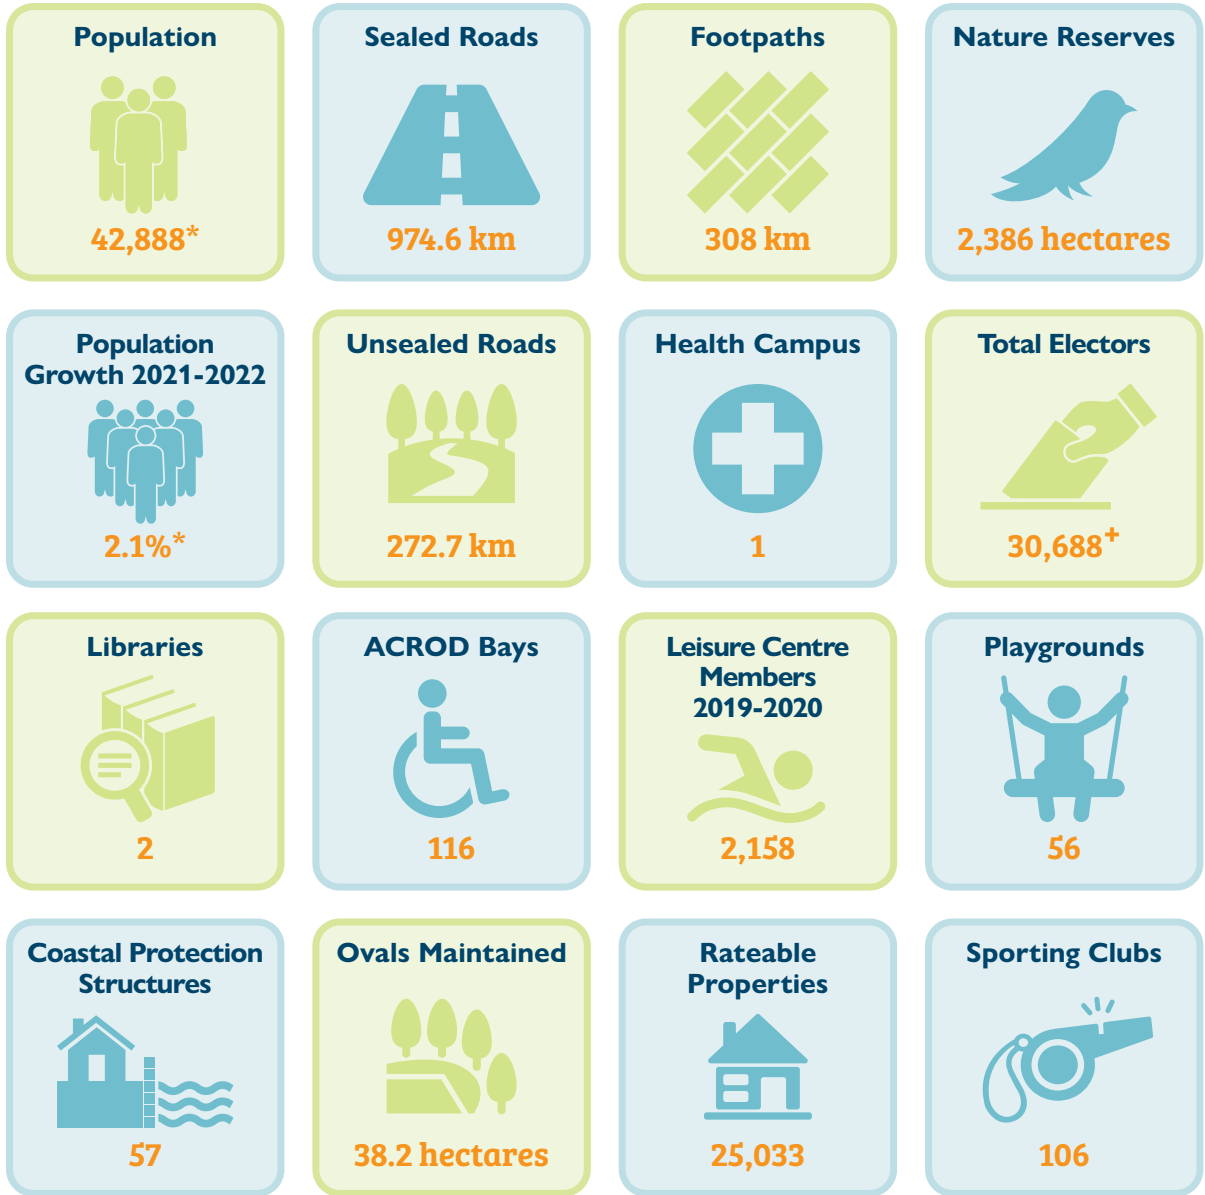 Population
42,888*
Sealed Roads
974.6 km
Footpaths
308 km
Nature Reserves
2,386 hectares
Population
Growth 2021-2022
2.1%*
Unsealed Roads
272.7 km
Health Campus
1
Total Electors
30,688+
Libraries
2
ACROD Bays
116
Leisure Centre
Members
2019-2020
2,158
Playgrounds
56
Coastal Protection
Structures
57
Ovals Maintained
38.2 hectares
Rateable
Properties
25,033
Sporting Clubs
106